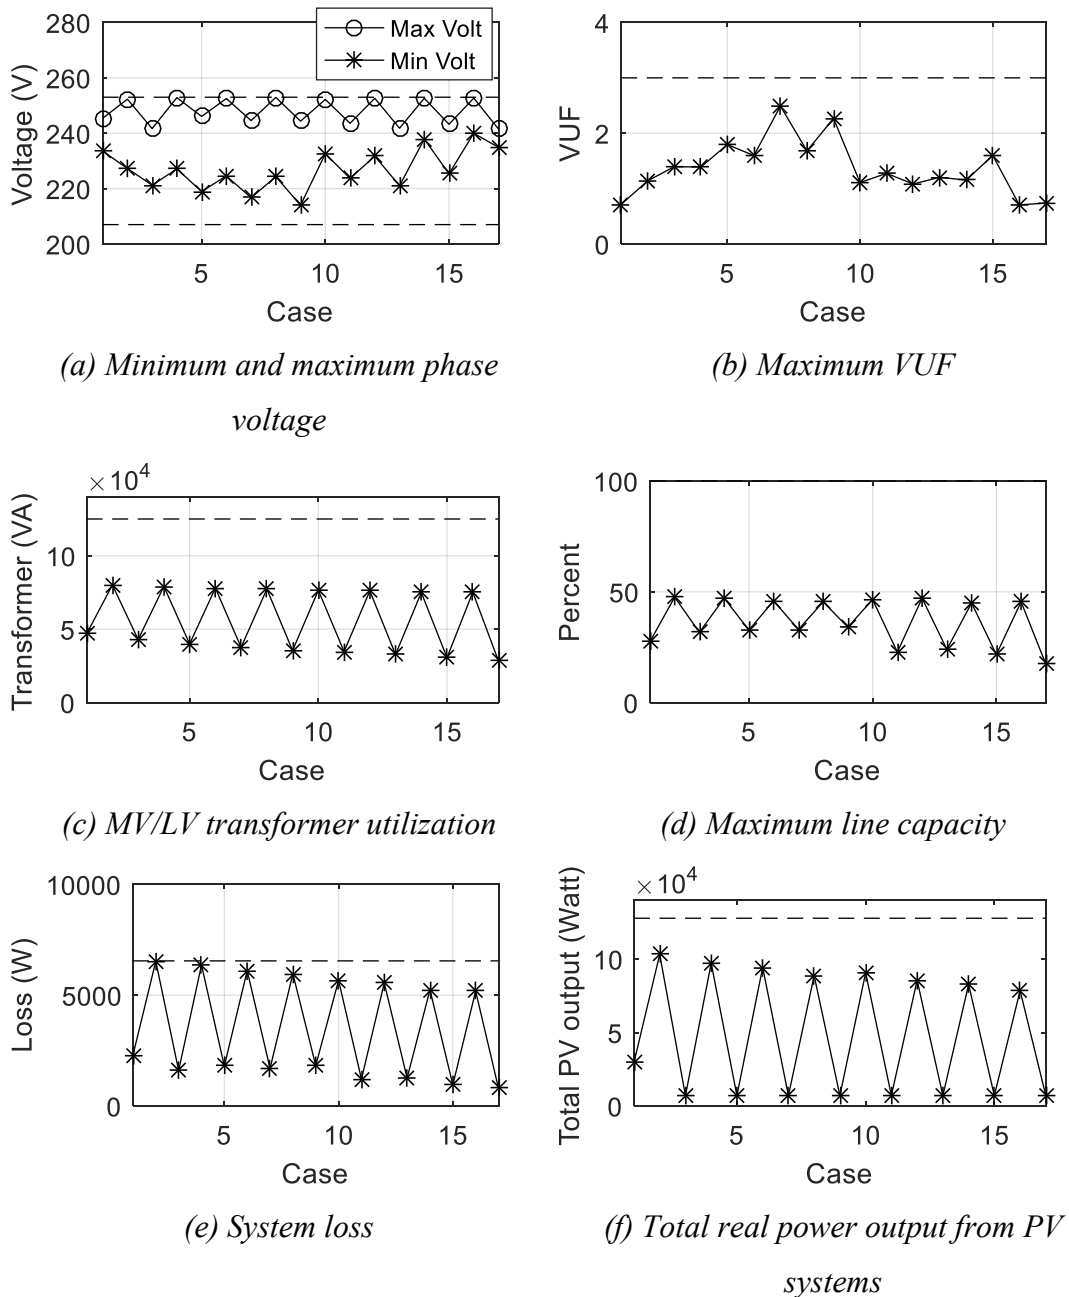 280
260
240
220
200
Voltage (V)
Max Volt
Min Volt
5 10 15
Case
(a) Minimum and maximum phase
voltage
4
2
0
VUF
5 10 15
Case
(b) Maximum VUF
×10⁴
10
5
0
Transformer (VA)
5 10 15
Case
(c) MV/LV transformer utilization
100
50
0
Percent
5 10 15
Case
(d) Maximum line capacity
10000
5000
0
Loss (W)
5 10 15
Case
(e) System loss
×10⁴
10
5
0
Total PV output (Watt)
5 10 15
Case
(f) Total real power output from PV
systems